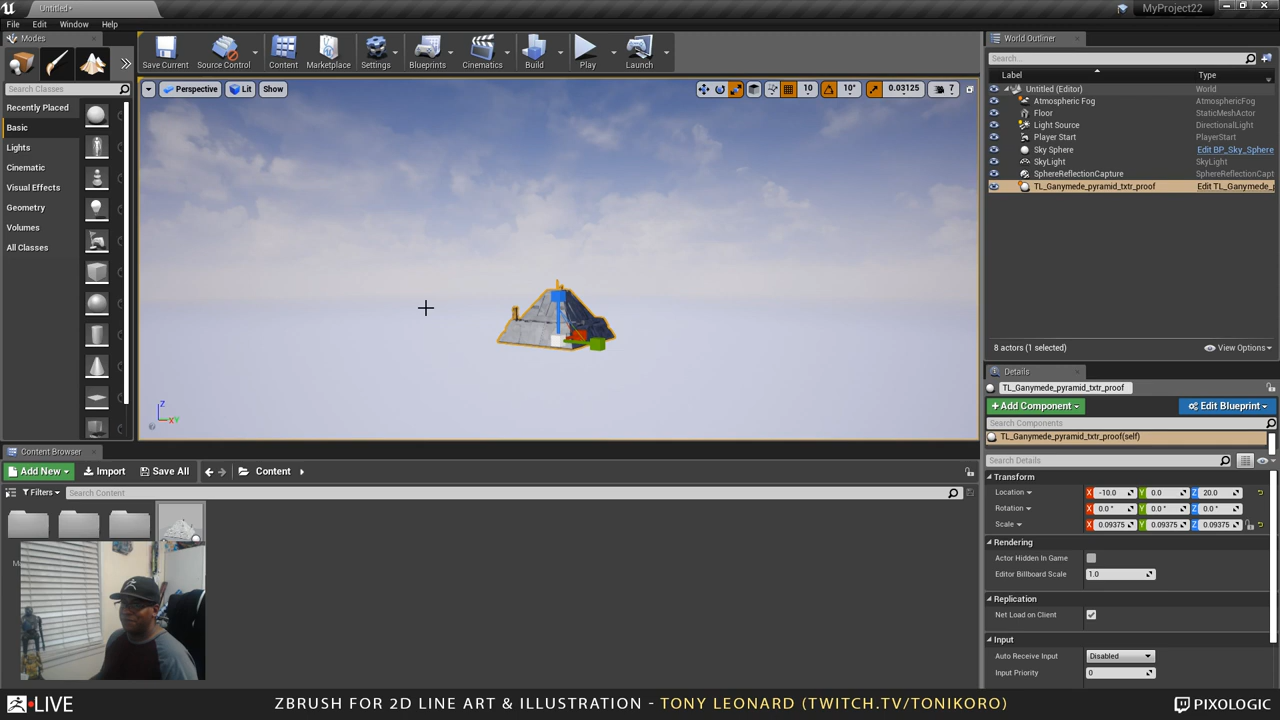 Untitled*
MyProject22
File Edit Window Help
Modes
Search Classes
Recently Placed
Basic
Lights
Cinematic
Visual Effects
Geometry
Volumes
All Classes
Save Current Source Control Content Marketplace Settings Blueprints Cinematics Build Play Launch
Perspective Lit Show 10 10° 0.03125 7
Z
X Y
World Outliner
Search...
Label Type
Untitled (Editor) World
Atmospheric Fog AtmosphericFog
Floor StaticMeshActor
Light Source DirectionalLight
Player Start PlayerStart
Sky Sphere Edit BP_Sky_Sphere
SkyLight SkyLight
SphereReflectionCapture SphereReflectionCapt
TL_Ganymede_pyramid_txtr_proof Edit TL_Ganymede_p
8 actors (1 selected) View Options
Details
TL_Ganymede_pyramid_txtr_proof
+ Add Component Edit Blueprint
Search Components
TL_Ganymede_pyramid_txtr_proof(self)
Search Details
Transform
Location X -10.0 Y 0.0 Z 20.0
Rotation X 0.0 ° Y 0.0 ° Z 0.0 °
Scale X 0.09375 Y 0.09375 Z 0.09375
Rendering
Actor Hidden In Game
Editor Billboard Scale 1.0
Replication
Net Load on Client
Input
Auto Receive Input Disabled
Input Priority 0
Content Browser
Add New Import Save All Content
Filters Search Content
LIVE ZBRUSH FOR 2D LINE ART & ILLUSTRATION - TONY LEONARD (TWITCH.TV/TONIKORO) PIXOLOGIC